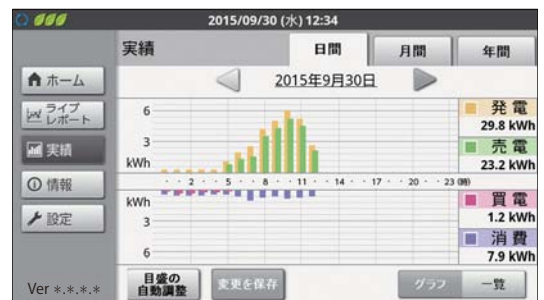 2015/09/30 (水) 12:34
実績
日間
月間
年間
ホーム
ライブ
レポート
実績
情報
設定
Ver *.*.*.*
2015年9月30日
6
3
kWh
・・2・・5・・8・・11・・14・・17・・20・・23 (時)
kWh
3
6
発電
29.8 kWh
売電
23.2 kWh
買電
1.2 kWh
消費
7.9 kWh
目盛の
自動調整
変更を保存
グラフ
一覧